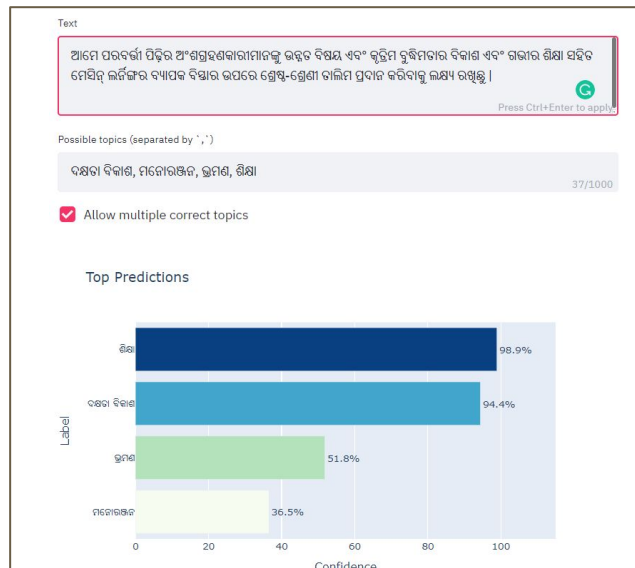 Text
ଆମେ ପରବର୍ତ୍ତୀ ପିଢ଼ିର ଅଂଶଗ୍ରହଣକାରୀମାନଙ୍କୁ ଉନ୍ନତ ବିଷୟ ଏବଂ କୃତ୍ରିମ ବୁଦ୍ଧିମତାର ବିକାଶ ଏବଂ ଗଭୀର ଶିକ୍ଷା ସହିତ
ମେସିନ୍ ଲର୍ନିଙ୍ଗର ବ୍ୟାପକ ବିସ୍ତାର ଉପରେ ଶ୍ରେଷ୍ଠ-ଶ୍ରେଣୀ ତାଲିମ ପ୍ରଦାନ କରିବାକୁ ଲକ୍ଷ୍ୟ ରଖିଛୁ |
Press Ctrl+Enter to apply
Possible topics (separated by `,`)
ଦକ୍ଷତା ବିକାଶ, ମନୋରଞ୍ଜନ, ଭ୍ରମଣ, ଶିକ୍ଷା
37/1000
Allow multiple correct topics
Top Predictions
ଶିକ୍ଷା 98.9%
ଦକ୍ଷତା ବିକାଶ 94.4%
Label
ଭ୍ରମଣ 51.8%
ମନୋରଞ୍ଜନ 36.5%
0 20 40 60 80 100
Confidence